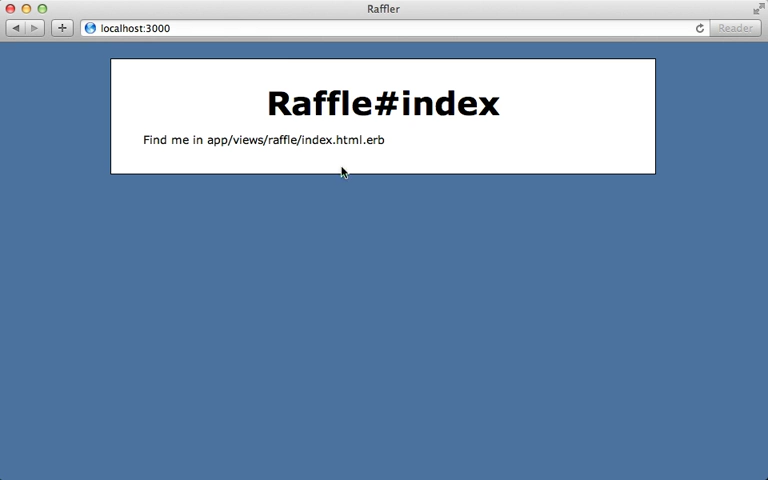 Raffler
localhost:3000
Reader
Raffle#index
Find me in app/views/raffle/index.html.erb